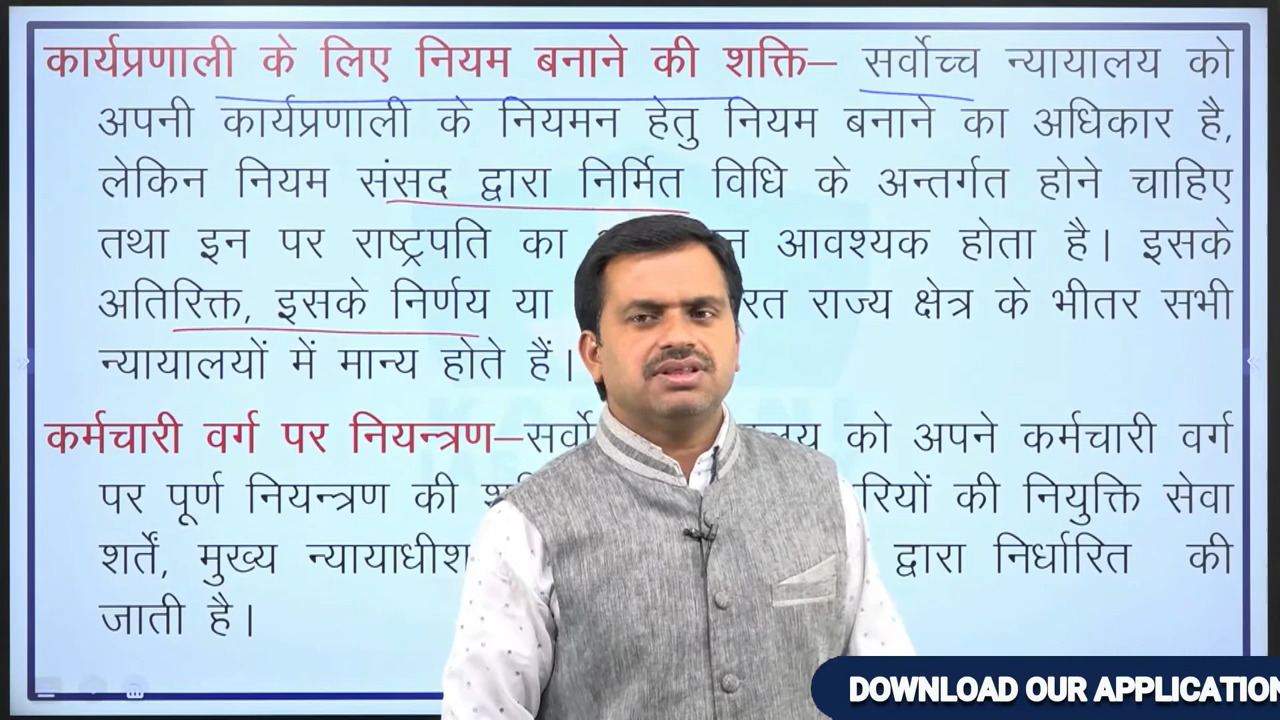 कार्यप्रणाली के लिए नियम बनाने की शक्ति– सर्वोच्च न्यायालय को
अपनी कार्यप्रणाली के नियमन हेतु नियम बनाने का अधिकार है,
लेकिन नियम संसद द्वारा निर्मित विधि के अन्तर्गत होने चाहिए
तथा इन पर राष्ट्रपति का आवश्यक होता है। इसके
अतिरिक्त, इसके निर्णय या राज्य क्षेत्र के भीतर सभी
न्यायालयों में मान्य होते हैं।
कर्मचारी वर्ग पर नियन्त्रण– को अपने कर्मचारी वर्ग
पर पूर्ण नियन्त्रण की की नियुक्ति सेवा
शर्तें, मुख्य न्यायाधीश द्वारा निर्धारित की
जाती है।
DOWNLOAD OUR APPLICATION